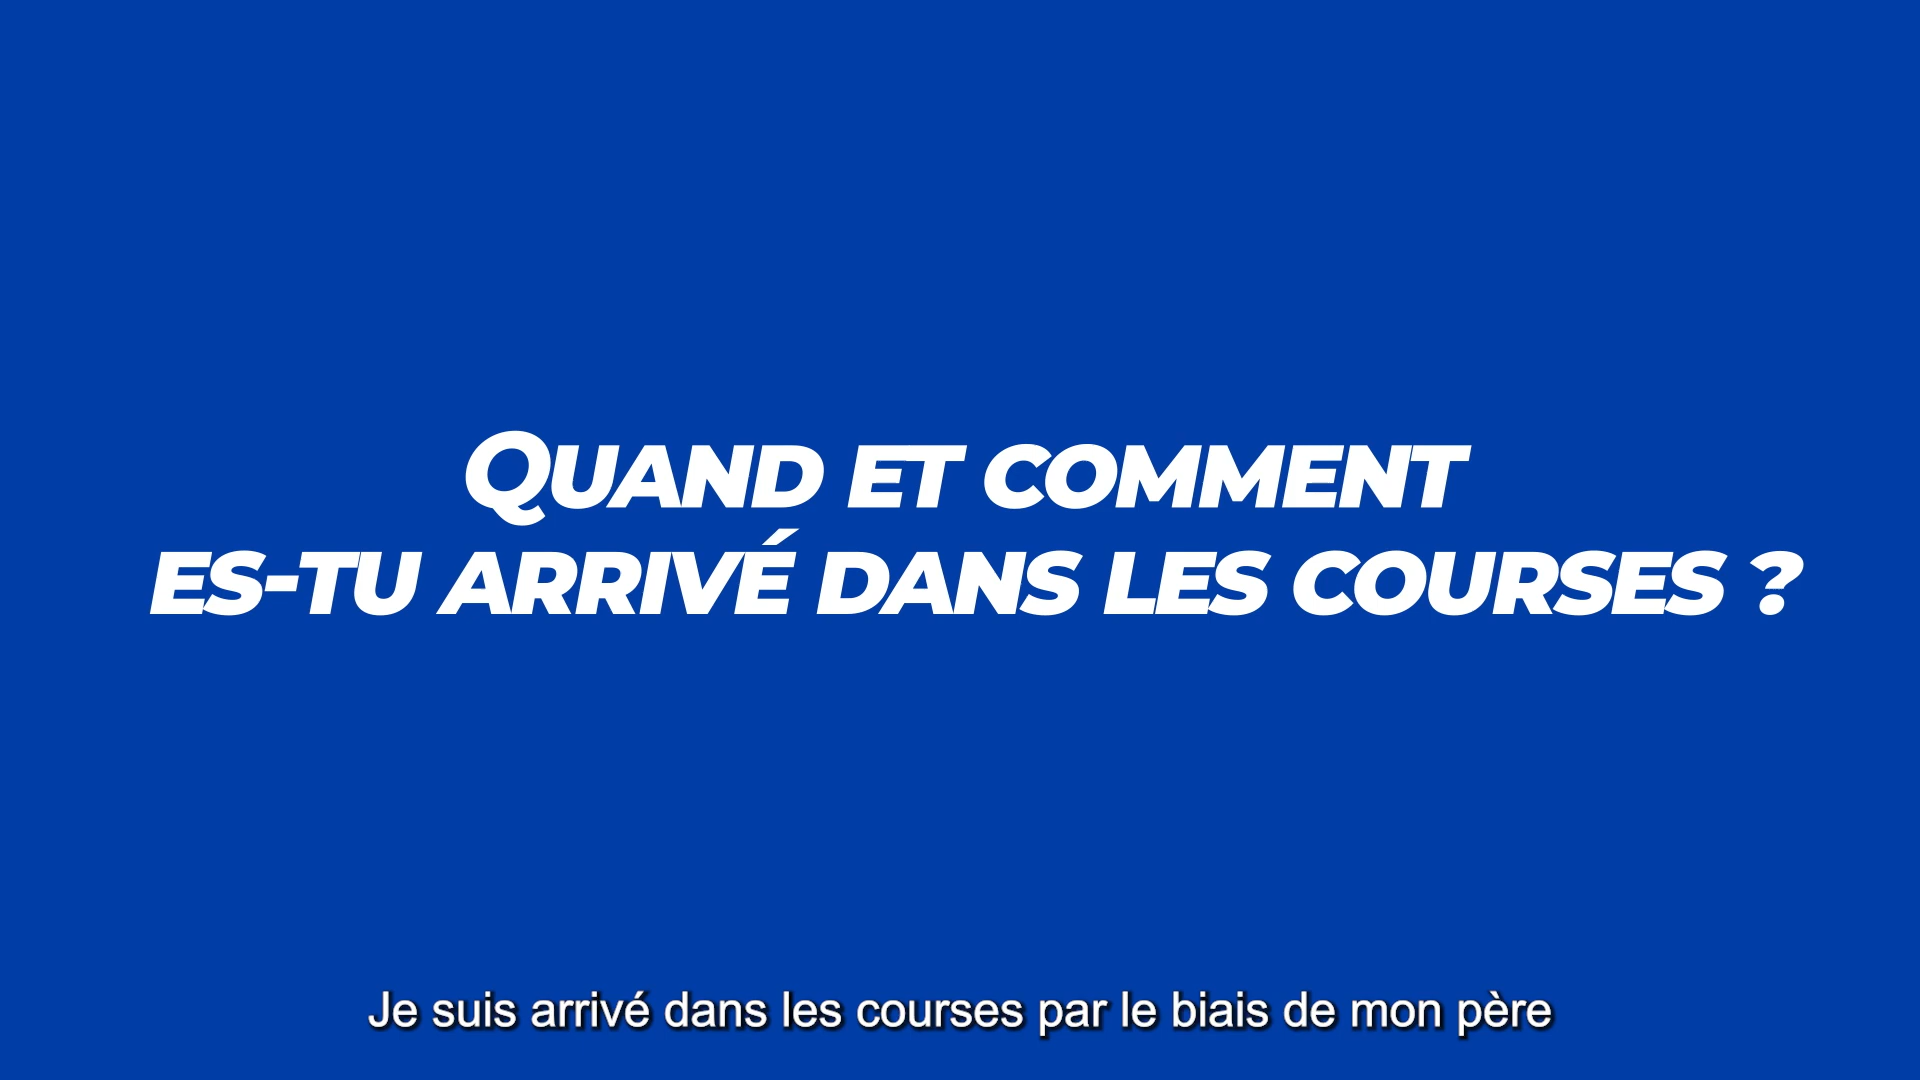 Quand et comment
es-tu arrivé dans les courses ?
Je suis arrivé dans les courses par le biais de mon père